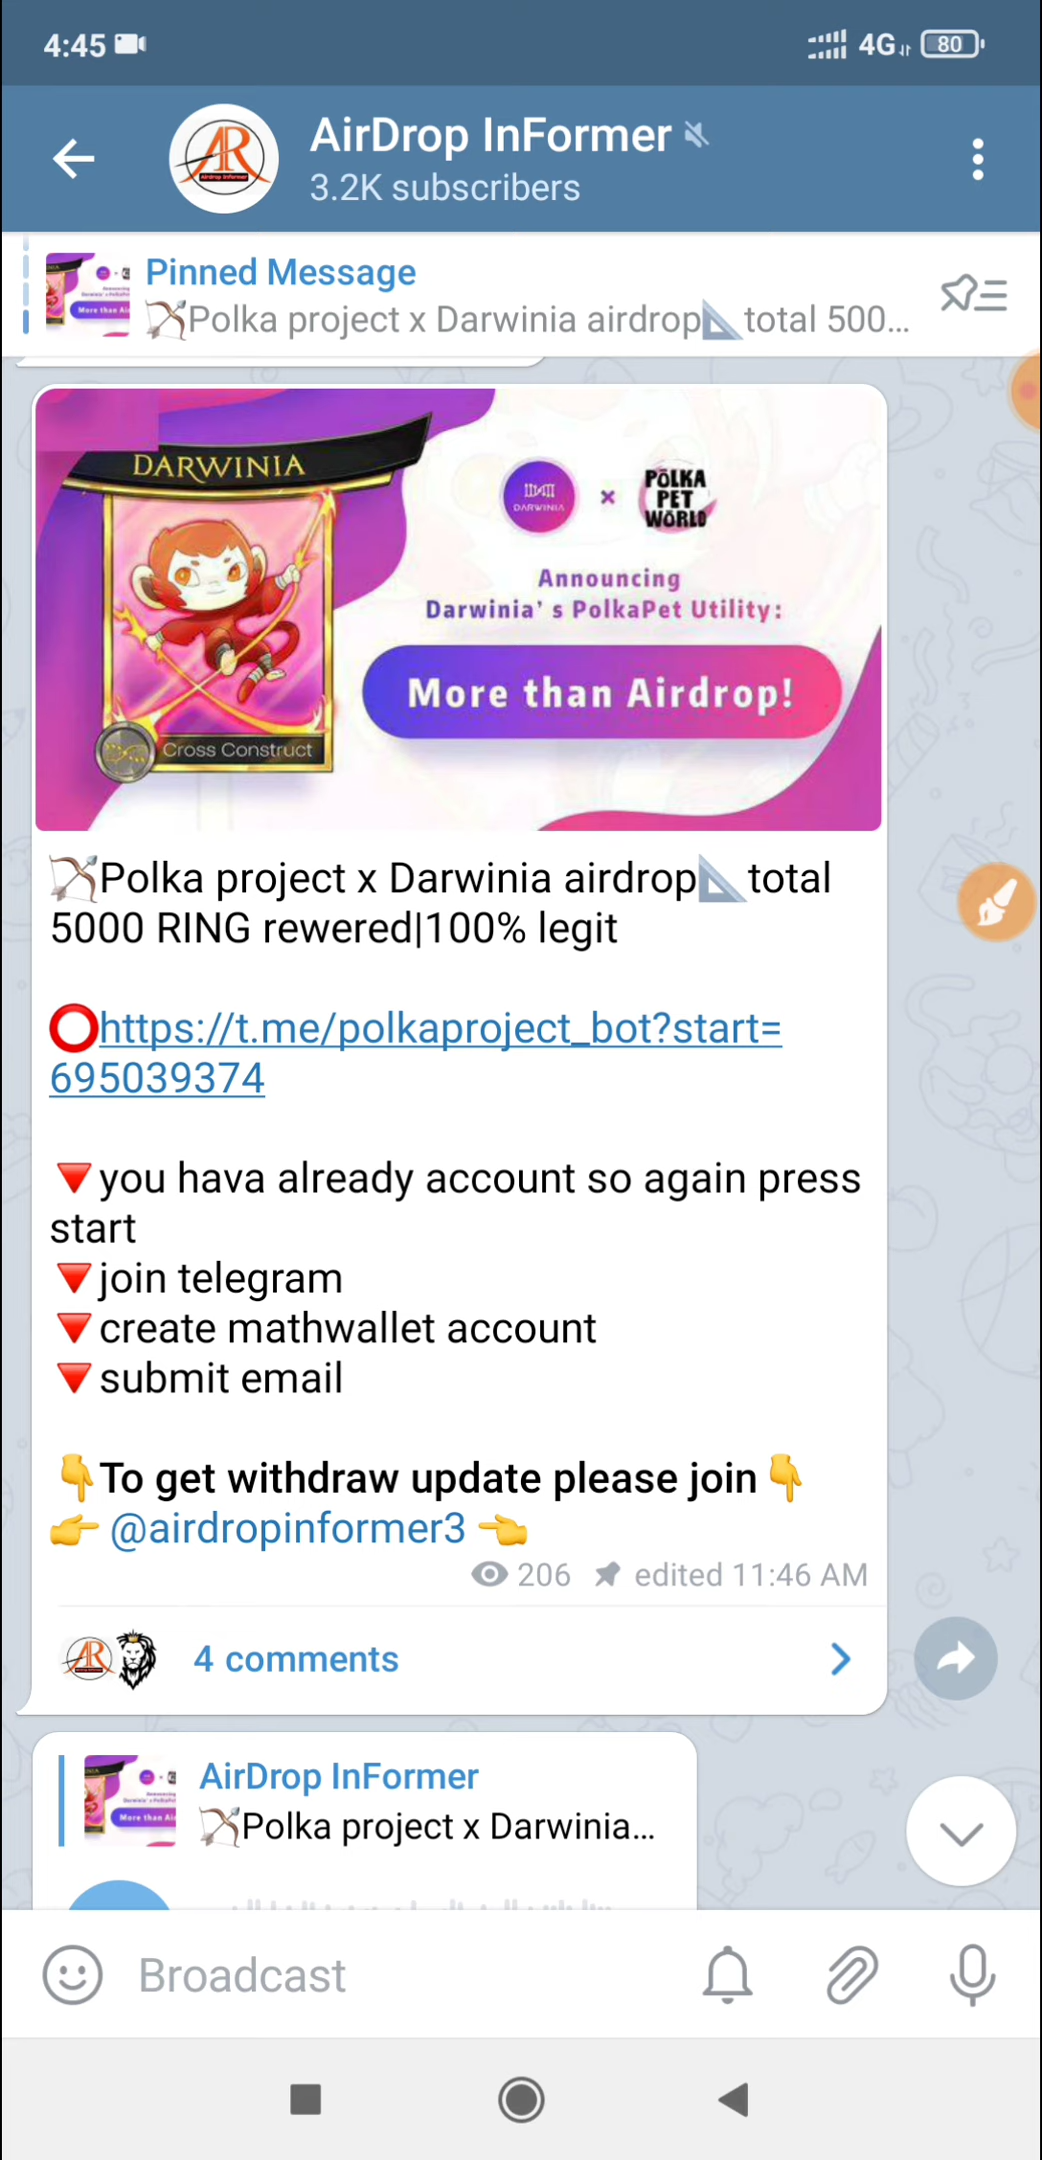 4:45
4G
80
AirDrop InFormer
3.2K subscribers
Pinned Message
🏹Polka project x Darwinia airdrop📐total 500...
DARWINIA
DARWINIA
×
POLKA
PET
WORLD
Announcing
Darwinia's PolkaPet Utility:
More than Airdrop!
Cross Construct
🏹Polka project x Darwinia airdrop📐total
5000 RING rewered|100% legit
⭕https://t.me/polkaproject_bot?start=
695039374
🔻you hava already account so again press
start
🔻join telegram
🔻create mathwallet account
🔻submit email
👇To get withdraw update please join👇
👉 @airdropinformer3 👈
206 edited 11:46 AM
4 comments
AirDrop InFormer
🏹Polka project x Darwinia...
Broadcast